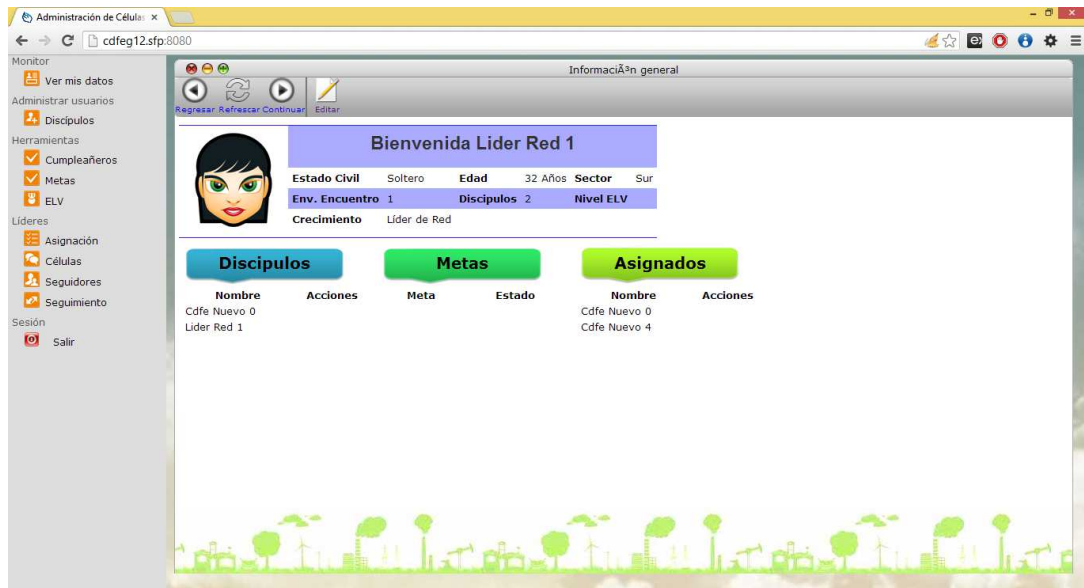 Administración de Células
cdfeg12.sfp:8080
Monitor
Ver mis datos
Administrar usuarios
Discípulos
Herramientas
Cumpleañeros
Metas
ELV
Líderes
Asignación
Células
Seguidores
Seguimiento
Sesión
Salir
InformaciÃ³n general
Regresar Refrescar Continuar Editar
Bienvenida Lider Red 1
Estado Civil Soltero Edad 32 Años Sector Sur
Env. Encuentro 1 Discipulos 2 Nivel ELV
Crecimiento Líder de Red
Discipulos Metas Asignados
Nombre Acciones Meta Estado Nombre Acciones
Cdfe Nuevo 0 Cdfe Nuevo 0
Lider Red 1 Cdfe Nuevo 4